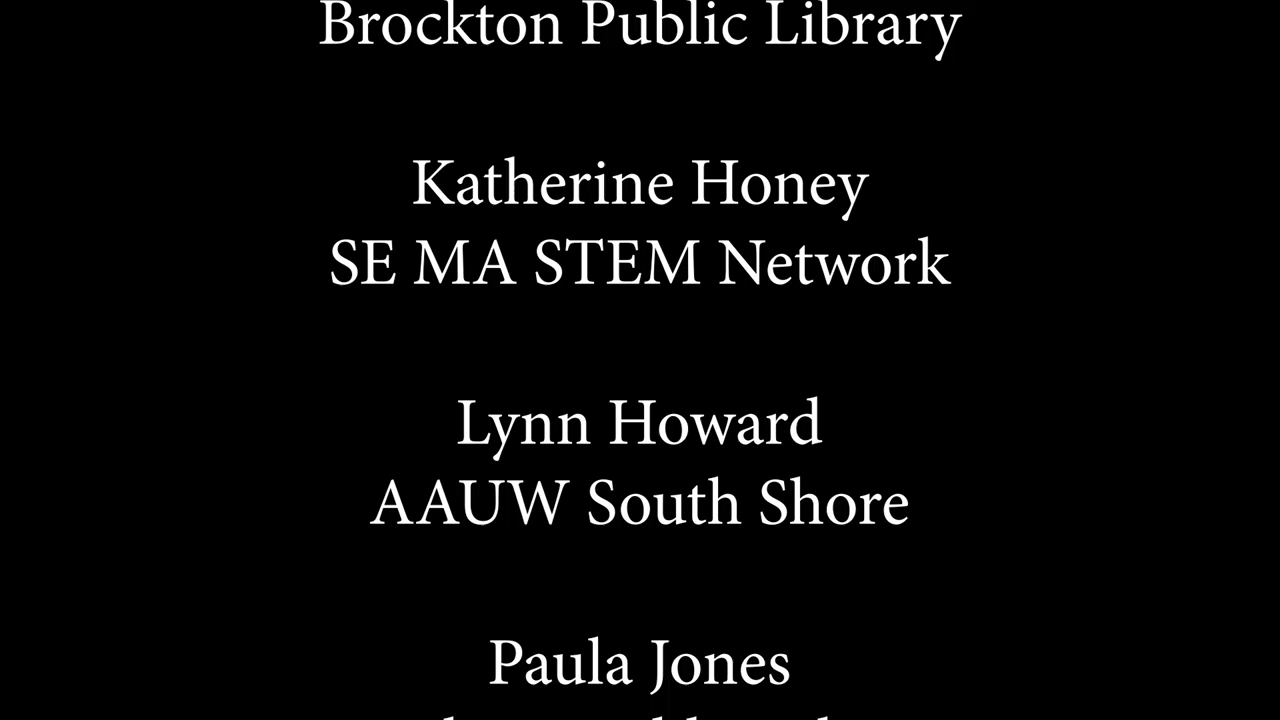 Brockton Public Library
Katherine Honey
SE MA STEM Network
Lynn Howard
AAUW South Shore
Paula Jones